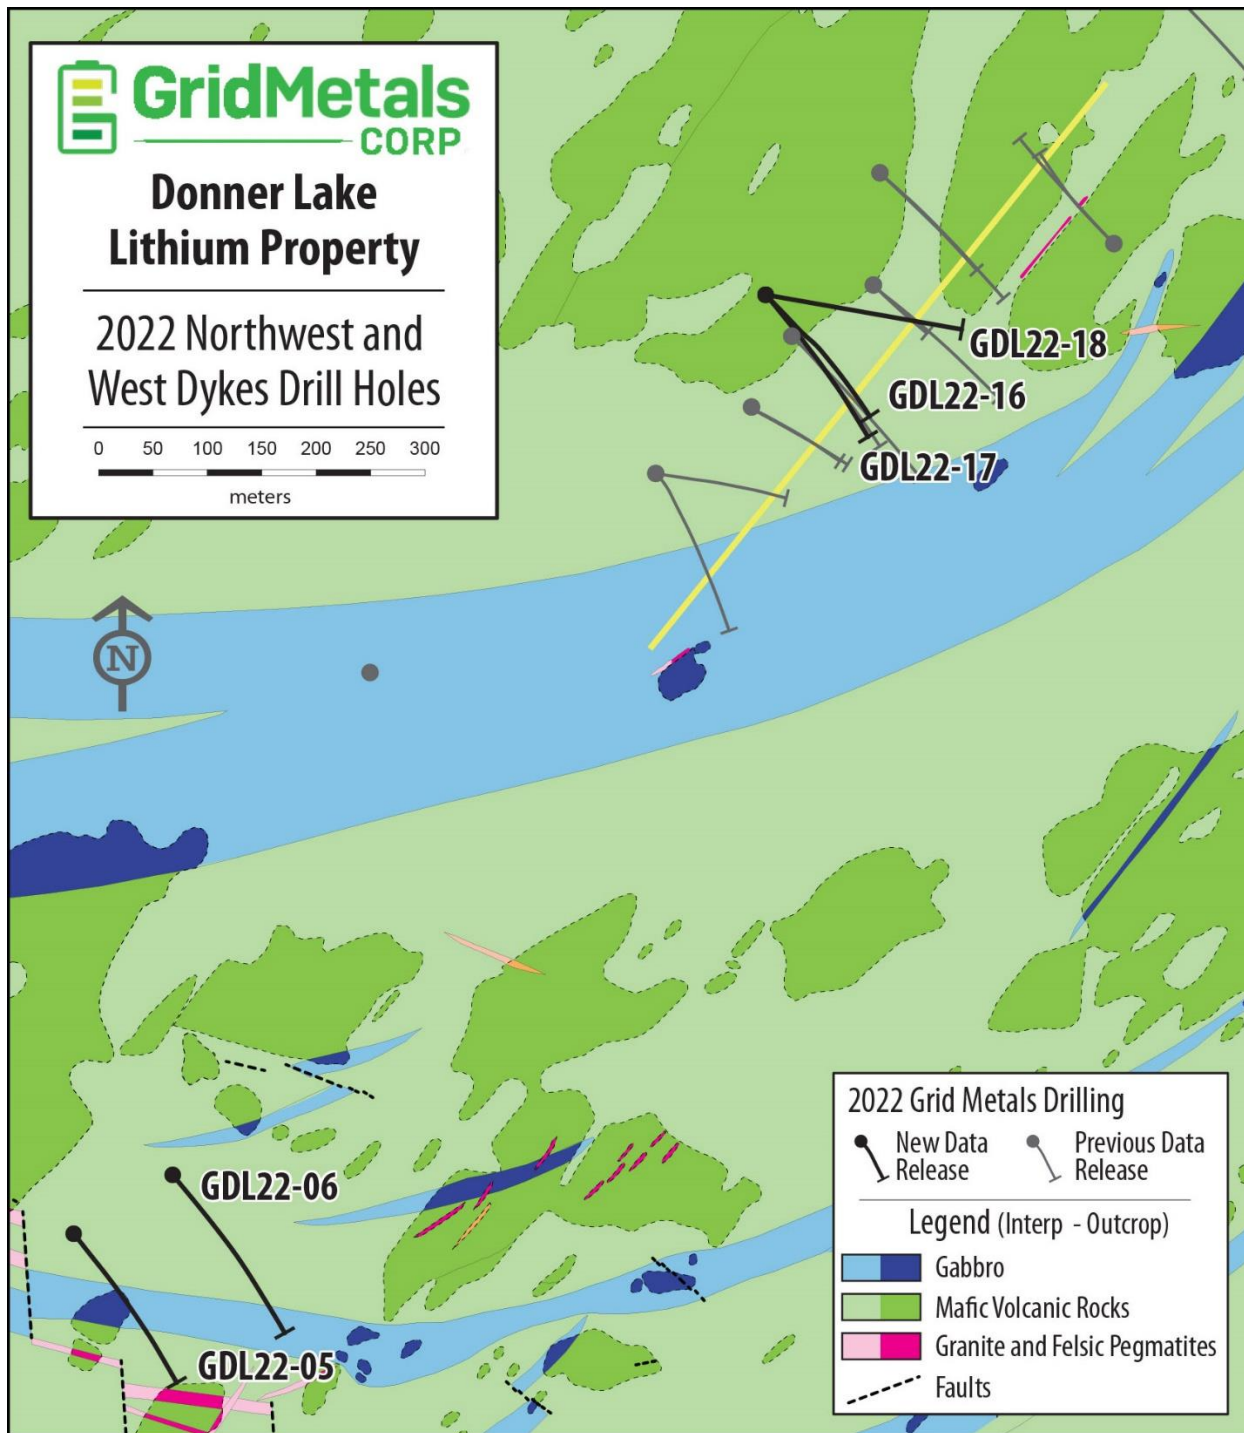 GridMetals
CORP
Donner Lake
Lithium Property
2022 Northwest and
West Dykes Drill Holes
0 50 100 150 200 250 300
meters
GDL22-18
GDL22-16
GDL22-17
N
GDL22-06
GDL22-05
2022 Grid Metals Drilling
New Data
Release
Previous Data
Release
Legend (Interp - Outcrop)
Gabbro
Mafic Volcanic Rocks
Granite and Felsic Pegmatites
Faults